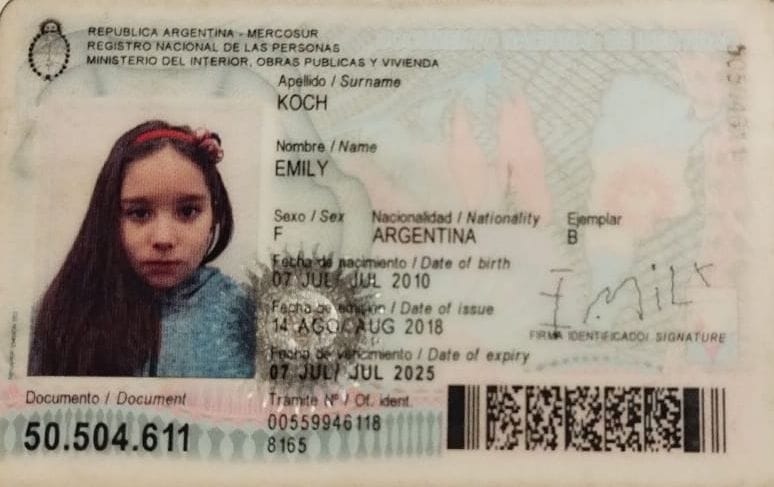 REPUBLICA ARGENTINA - MERCOSUR
REGISTRO NACIONAL DE LAS PERSONAS
MINISTERIO DEL INTERIOR, OBRAS PUBLICAS Y VIVIENDA
Apellido / Surname
KOCH
Nombre / Name
EMILY
Sexo / Sex Nacionalidad / Nationality Ejemplar
F ARGENTINA B
Fecha de nacimiento / Date of birth
07 JUL/ JUL 2010
Fecha de emisión / Date of issue
14 AGO/ AUG 2018
FIRMA IDENTIFICADO/ SIGNATURE
Fecha de vencimiento / Date of expiry
07 JUL/ JUL 2025
Documento / Document
50.504.611
Tramite Nº / Of. ident.
00559946118
8165